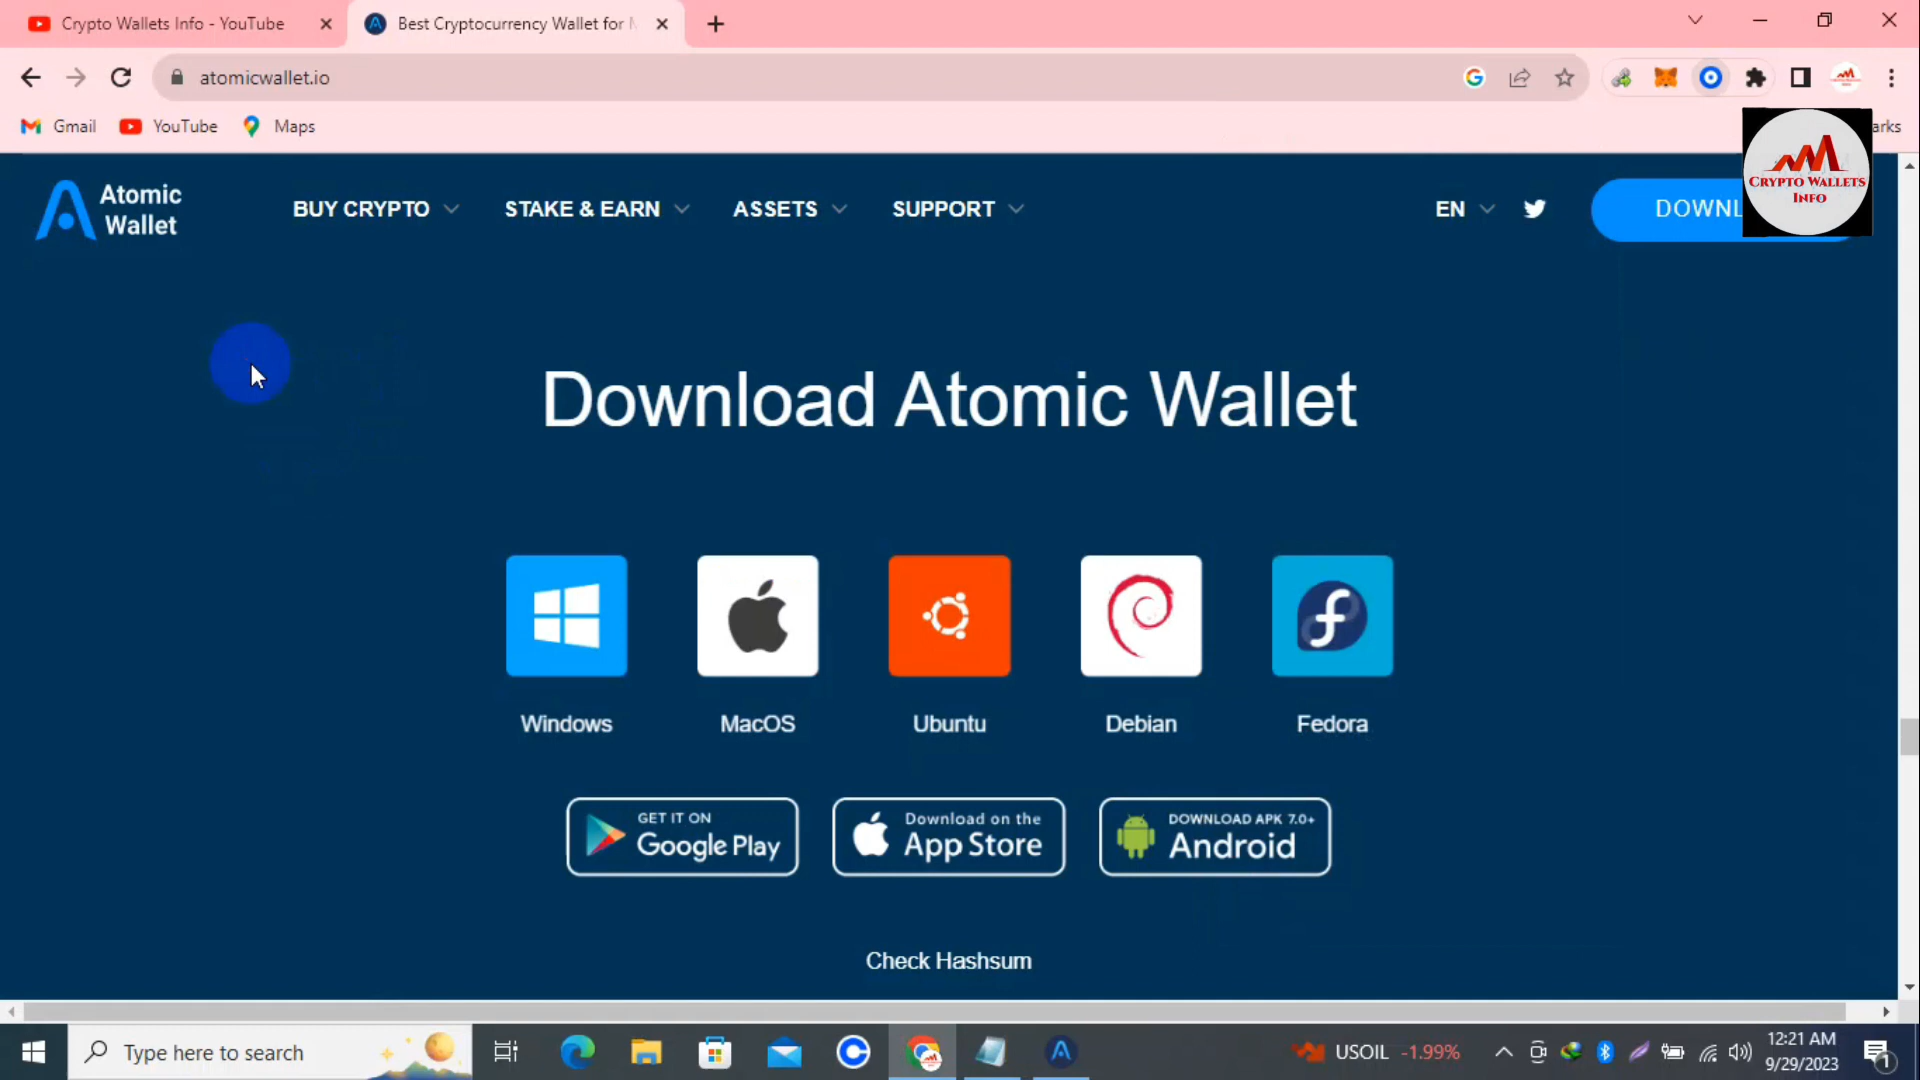 Crypto Wallets Info - YouTube
Best Cryptocurrency Wallet for
atomicwallet.io
Gmail YouTube Maps
arks
Atomic
Wallet
BUY CRYPTO STAKE & EARN ASSETS SUPPORT EN DOWNL
CRYPTO WALLETS
INFO
Download Atomic Wallet
Windows MacOS Ubuntu Debian Fedora
GET IT ON
Google Play
Download on the
App Store
DOWNLOAD APK 7.0+
Android
Check Hashsum
Type here to search
USOIL -1.99%
12:21 AM
9/29/2023
1